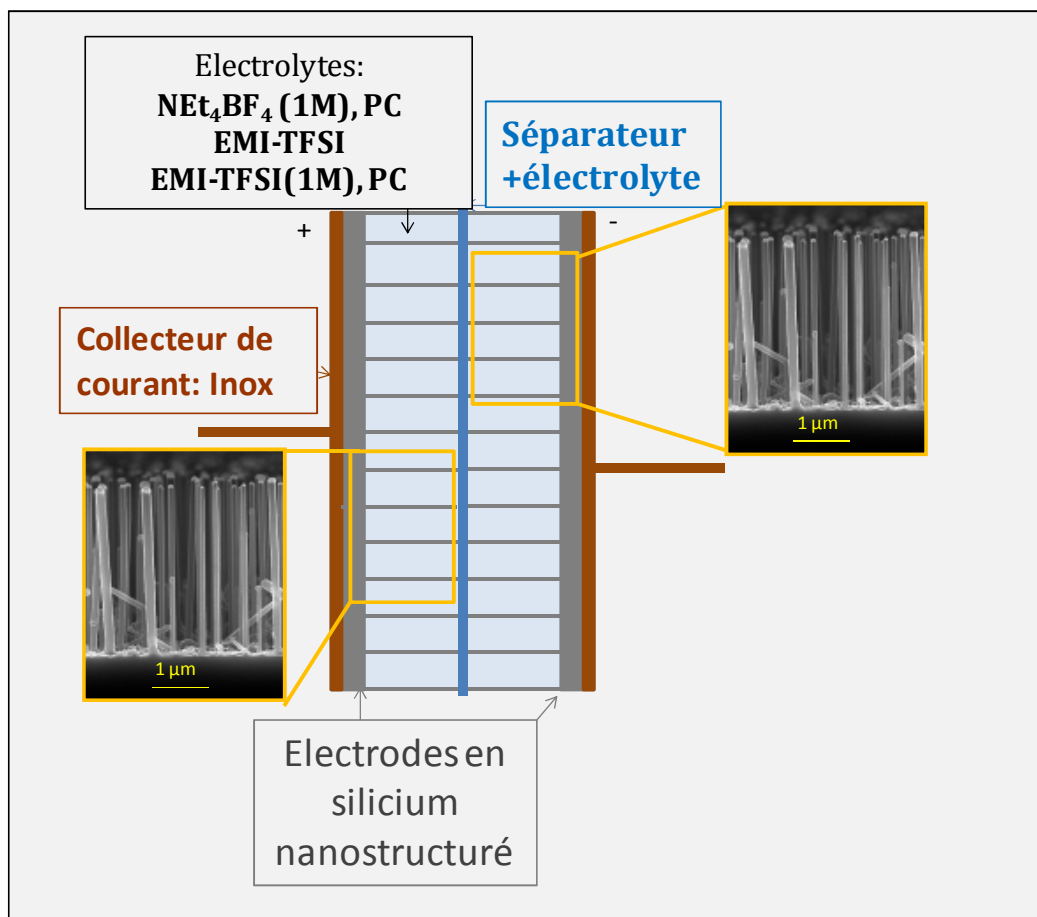 Electrolytes:
NEt₄BF₄ (1M), PC
EMI-TFSI
EMI-TFSI(1M), PC
Séparateur
+électrolyte
+
-
Collecteur de
courant: Inox
1 µm
1 µm
Electrodes en
silicium
nanostructuré